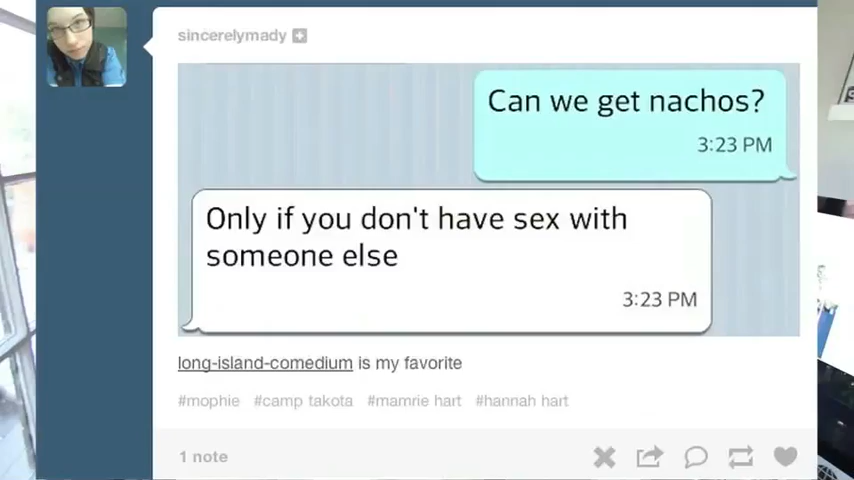 sincerelymady
Can we get nachos?
3:23 PM
Only if you don't have sex with
someone else
3:23 PM
long-island-comedium is my favorite
#mophie #camp takota #mamrie hart #hannah hart
1 note